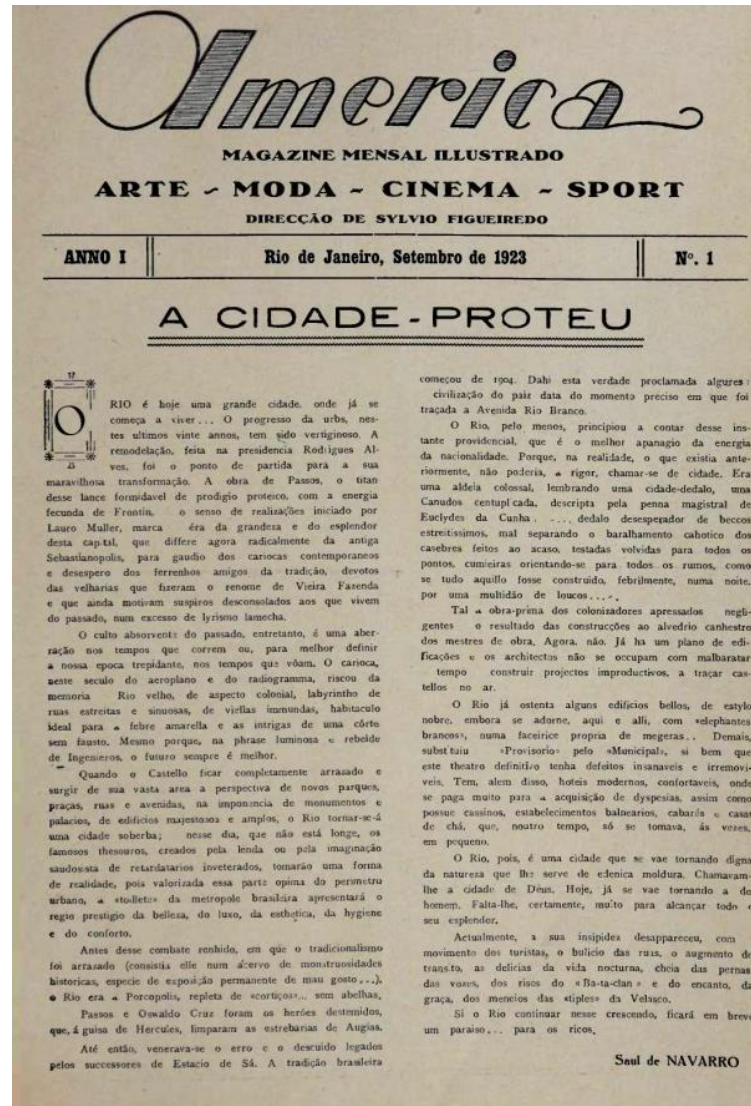 America
MAGAZINE MENSAL ILLUSTRADO
ARTE - MODA - CINEMA - SPORT
DIRECÇÃO DE SYLVIO FIGUEIREDO
ANNO I
Rio de Janeiro, Setembro de 1923
Nº. 1
A CIDADE-PROTEU
O RIO é hoje uma grande cidade, onde já se
começa a viver... O progresso da urbs, nes-
tes ultimos vinte annos, tem sido vertiginoso. A
remodelação, feita na presidencia Rodrigues Al-
ves, foi o ponto de partida para a sua
maravilhosa transformação. A obra de Passos, o titan
desse lance formidavel de prodigio proteico, com a energia
fecunda de Frontin, o senso de realizações iniciado por
Lauro Muller, marca éra da grandeza e do esplendor
desta capital, que differe agora radicalmente da antiga
Sebastianopolis, para gaudio dos cariocas contemporaneos
e desespero dos ferrenhos amigos da tradição, devotos
das velharias que fizeram o renome de Vieira Fazenda
e que ainda motivam suspiros desconsolados aos que vivem
do passado, num excesso de lyrismo lamecha.
O culto absorvente do passado, entretanto, é uma aber-
ração nos tempos que correm ou, para melhor definir
a nossa epoca trepidante, nos tempos que vôam. O carioca,
neste seculo do aeroplano e do radiogramma, riscou da
memoria Rio velho, de aspecto colonial, labyrintho de
ruas estreitas e sinuosas, de viellas immundas, habitaculo
ideal para a febre amarella e as intrigas de uma côrte
sem fausto. Mesmo porque, na phrase luminosa e rebelde
de Ingenieros, o futuro sempre é melhor.
Quando o Castello ficar completamente arrazado e
surgir de sua vasta area a perspectiva de novos parques,
praças, ruas e avenidas, na imponencia de monumentos e
palacios, de edificios majestosos e amplos, o Rio tornar-se-á
uma cidade soberba; nesse dia, que não está longe, os
famosos thesouros, creados pela lenda ou pela imaginação
saudosista de retardatarios inveterados, tomarão uma forma
de realidade, pois valorizada essa parte opima do perimetru
urbano, a «toilete» da metropole brasileira apresentará o
regio prestigio da belleza, do luxo, da esthetica, da hygiene
e do conforto.
Antes desse combate renhido, em que o tradicionalismo
foi arrazado (consistia elle num acervo de monstruosidades
historicas, especie de exposição permanente de mau gosto...),
o Rio era a Porcopolis, repleta de «cortiços»... sem abelhas,
Passos e Oswaldo Cruz foram os heróes destemidos,
que, á guisa de Hercules, limparam as estrebarias de Augias.
Até então, venerava-se o erro e o descuido legados
pelos successores de Estacio de Sá. A tradição brasileira
começou de 1904. Dahi esta verdade proclamada algures:
civilização do paiz data do momento preciso em que foi
traçada a Avenida Rio Branco.
O Rio, pelo menos, principiou a contar desse ins-
tante providencial, que é o melhor apanagio da energia
da nacionalidade. Porque, na realidade, o que existia ante-
riormente, não poderia, a rigor, chamar-se de cidade. Era
uma aldeia colossal, lembrando uma cidade-dedalo, uma
Canudos centuplicada, descripta pela penna magistral de
Euclydes da Cunha. ..., dedalo desesperador de beccos
estreitissimos, mal separando o baralhamento cahotico dos
casebres feitos ao acaso, testadas volvidas para todos os
pontos, cumieiras orientando-se para todos os rumos, como
se tudo aquillo fosse construido, febrilmente, numa noite,
por uma multidão de loucos...
Tal a obra-prima dos colonizadores apressados negli-
gentes o resultado das construcções ao alvedrio canhestro
dos mestres de obra. Agora, não. Já ha um plano de edi-
ficações e os architectos não se occupam com malbaratar
tempo construir projectos improductivos, a traçar cas-
tellos no ar.
O Rio já ostenta alguns edificios bellos, de estylo
nobre, embora se adorne, aqui e alli, com «elephantes
brancos», numa faceirice propria de megeras.. Demais,
substituiu «Provisorio» pelo «Municipal», si bem que
este theatro definitivo tenha defeitos insanaveis e irremovi-
veis. Tem, alem disso, hoteis modernos, confortaveis, onde
se paga muito para a acquisição de dyspesias, assim como
possue cassinos, estabelecimentos balnearios, cabarés e casas
de chá, que, noutro tempo, só se tomava, ás vezes,
em pequeno.
O Rio, pois, é uma cidade que se vae tornando digna
da natureza que lhe serve de edenica moldura. Chamavam-
lhe a cidade de Déus. Hoje, já se vae tornando a do
homem. Falta-lhe, certamente, muito para alcançar todo o
seu esplendor.
Actualmente, a sua insipidez desappareceu, com
movimento dos turistas, o bulicio das ruas, o augmento de
transito, as delicias da vida nocturna, cheia das pernas
das vozes, dos risos do «Ba-ta-clan» e do encanto, da
graça, dos meneios das «tiples» da Velasco.
Si o Rio continuar nesse crescendo, ficará em breve
um paraiso... para os ricos.
Saul de NAVARRO